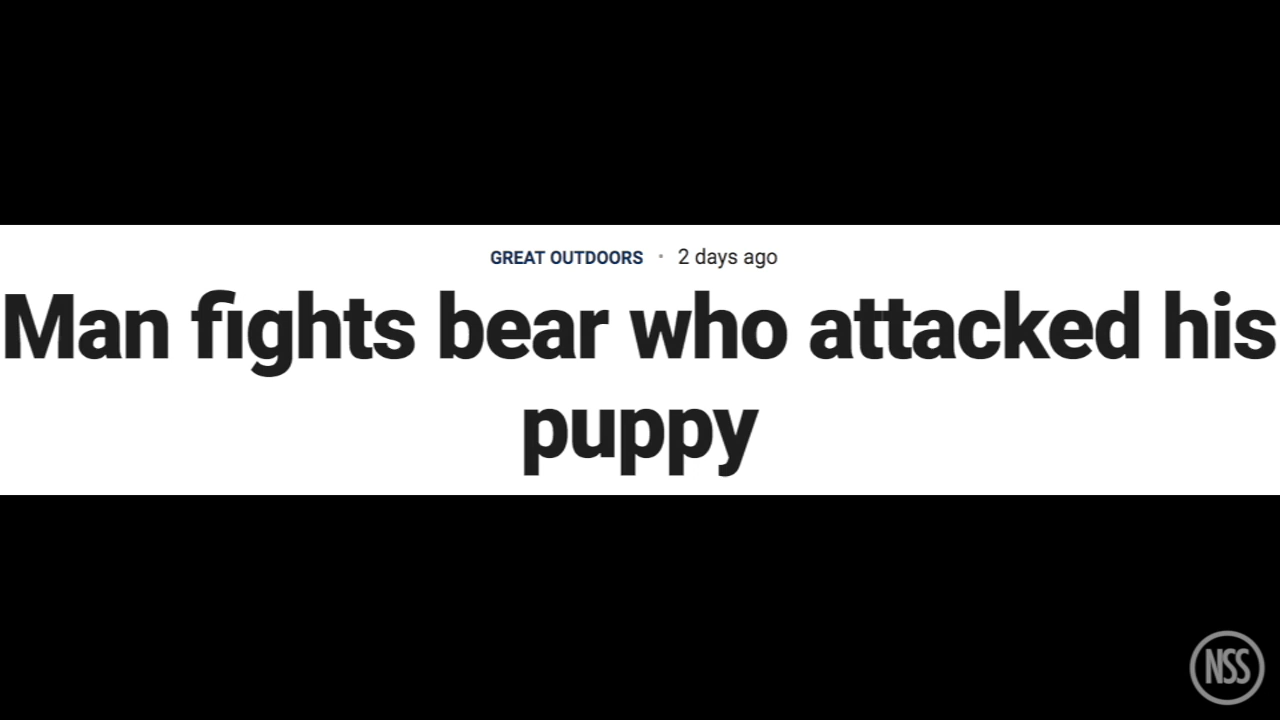 GREAT OUTDOORS · 2 days ago
Man fights bear who attacked his
puppy
NSS